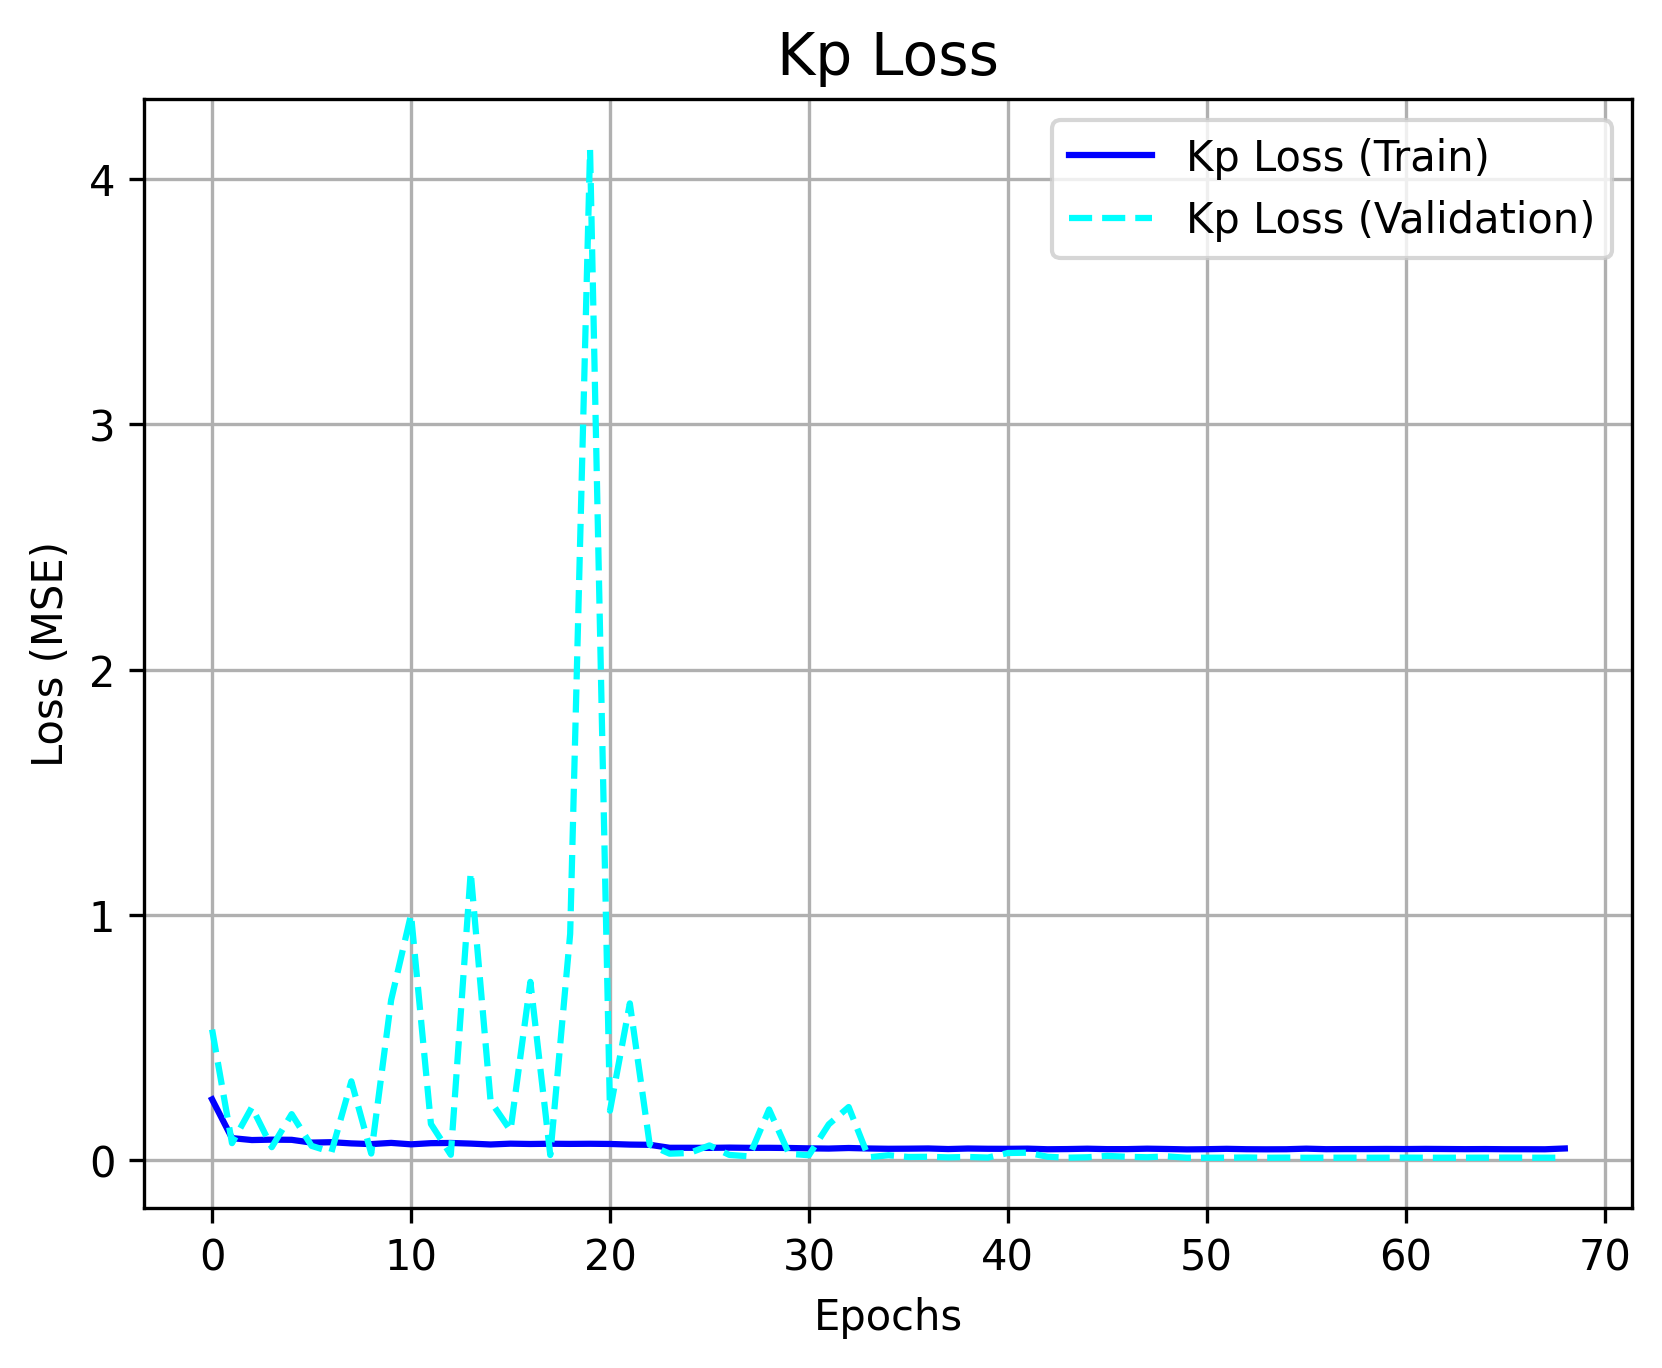 Kp Loss
Kp Loss (Train)
Kp Loss (Validation)
Loss (MSE)
4
3
2
1
0
0 10 20 30 40 50 60 70
Epochs